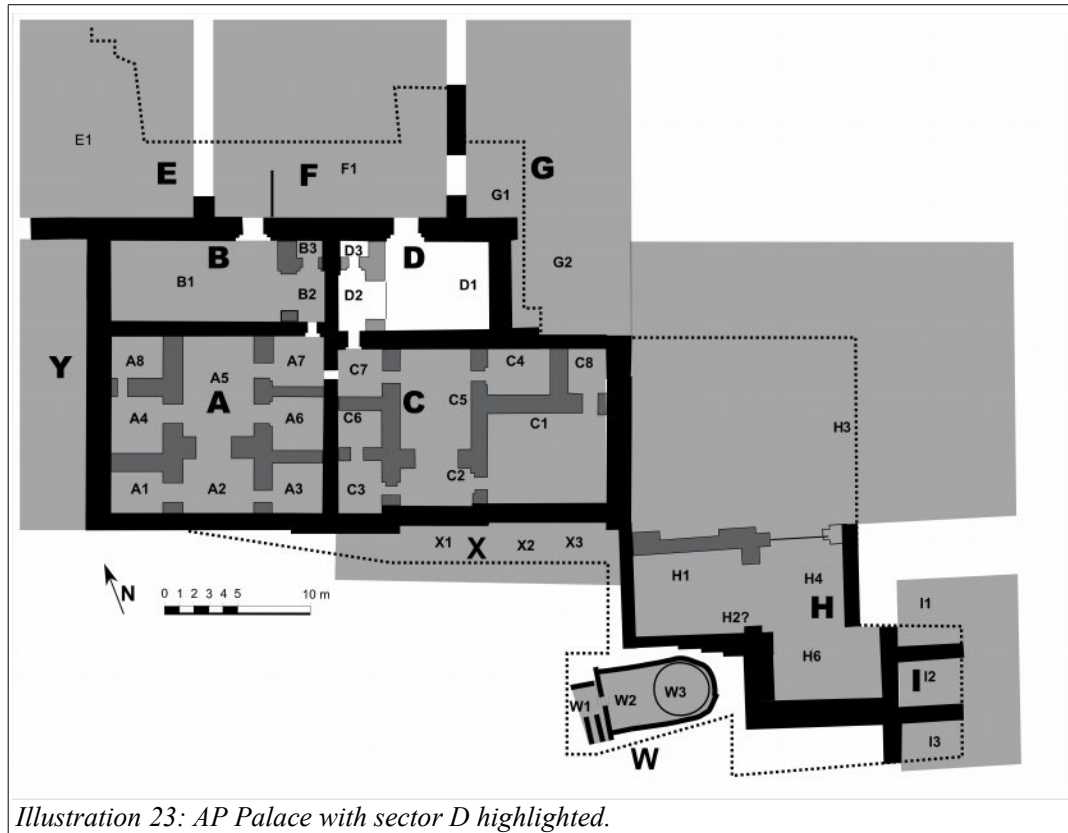 E1
E
F
F1
G
G1
G2
B
B1
B3
B2
D3
D
D2
D1
Y
A8
A5
A7
A
A4
A6
A1
A2
A3
C7
C4
C8
C5
C
C6
C1
C2
C3
H3
X1
X
X2
X3
H1
H4
H
H2?
H6
I1
I
I2
I3
W1
W2
W3
W
N
0 1 2 3 4 5 10 m
Illustration 23: AP Palace with sector D highlighted.